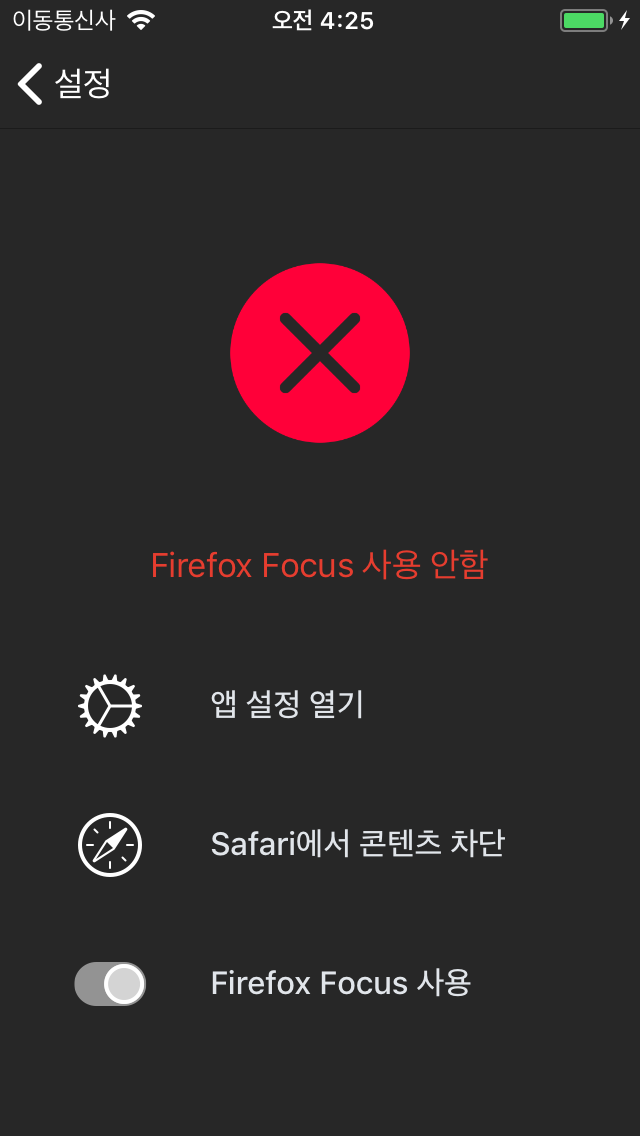 이동통신사 오전 4:25
설정
Firefox Focus 사용 안함
앱 설정 열기
Safari에서 콘텐츠 차단
Firefox Focus 사용